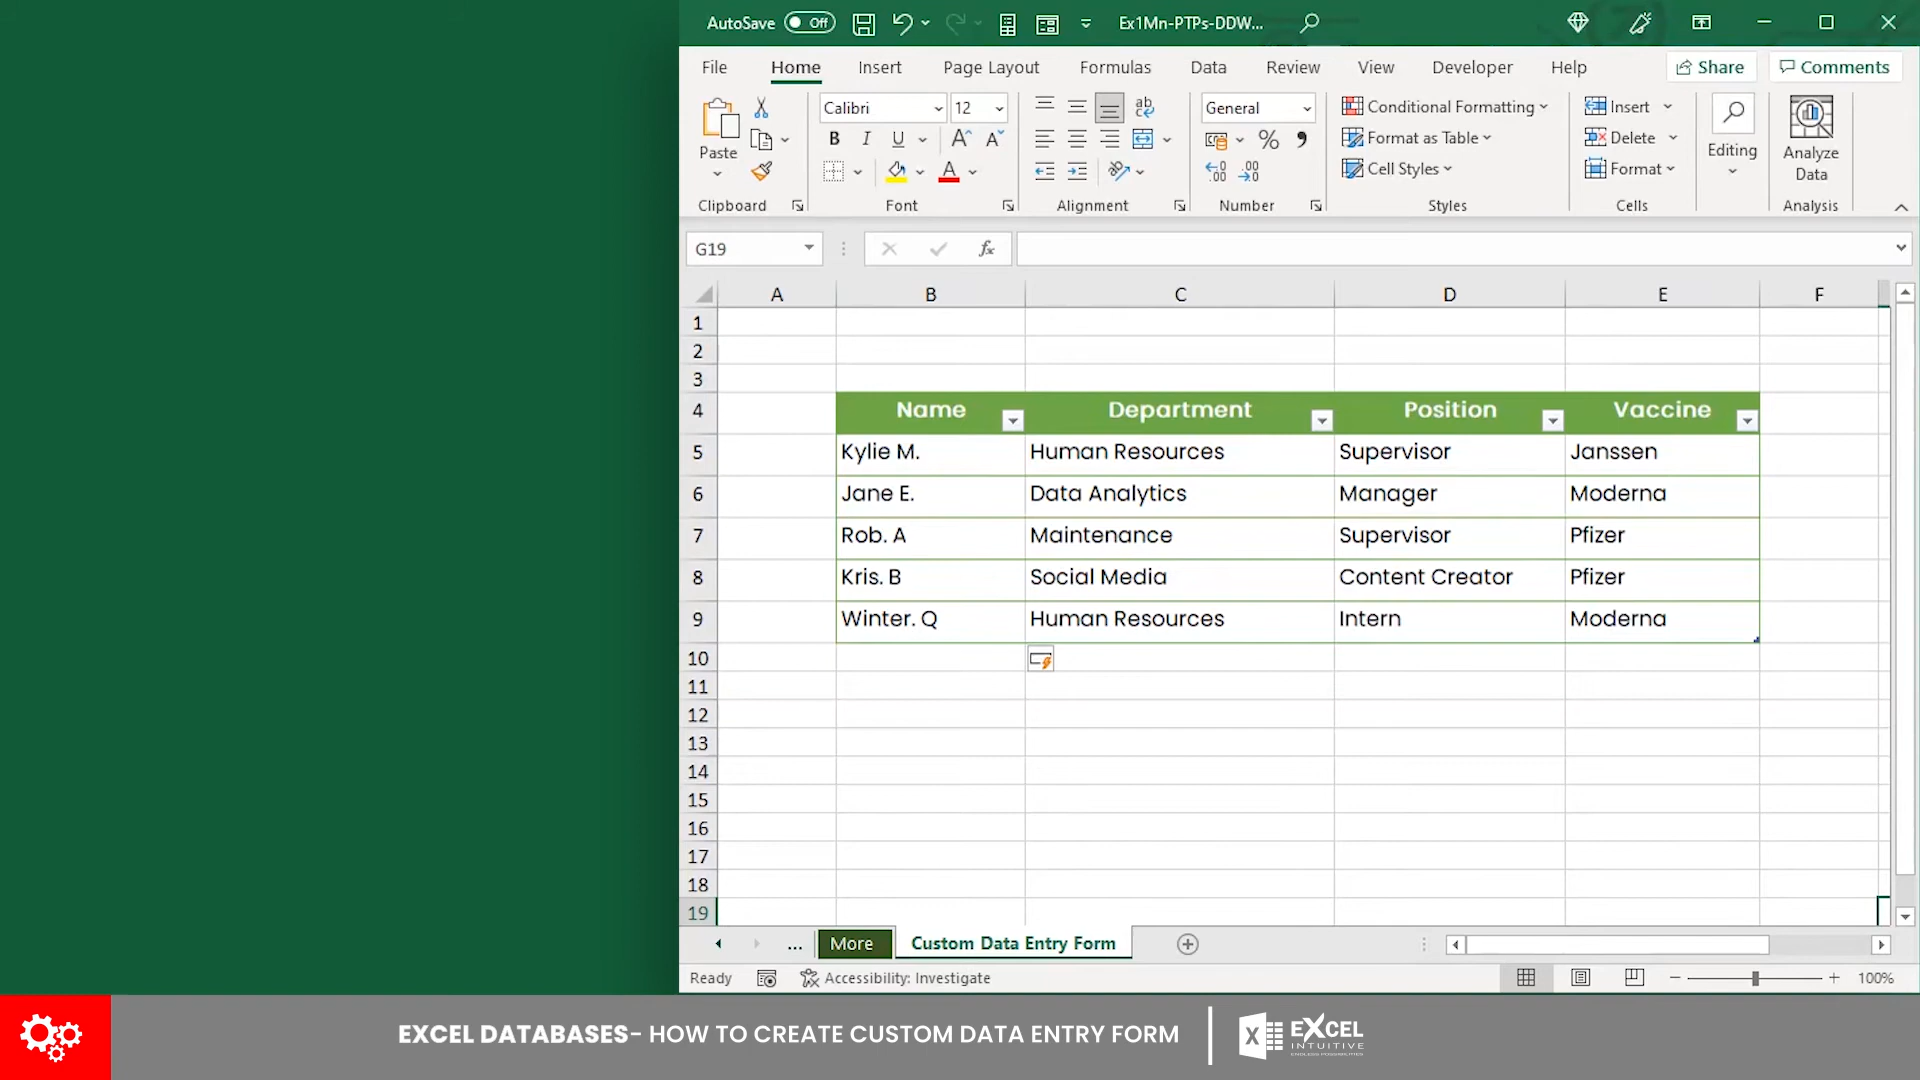 AutoSave Off Ex1Mn-PTPs-DDW...
File Home Insert Page Layout Formulas Data Review View Developer Help Share Comments
Calibri 12 General Conditional Formatting Insert
Paste B I U A A % Format as Table Delete Editing Analyze Data
A Cell Styles Format
Clipboard Font Alignment Number Styles Cells Analysis
G19 fx
A B C D E F
1
2
3
4 Name Department Position Vaccine
5 Kylie M. Human Resources Supervisor Janssen
6 Jane E. Data Analytics Manager Moderna
7 Rob. A Maintenance Supervisor Pfizer
8 Kris. B Social Media Content Creator Pfizer
9 Winter. Q Human Resources Intern Moderna
10
11
12
13
14
15
16
17
18
19
... More Custom Data Entry Form
Ready Accessibility: Investigate 100%
EXCEL DATABASES- HOW TO CREATE CUSTOM DATA ENTRY FORM
X EXCEL
INTUITIVE